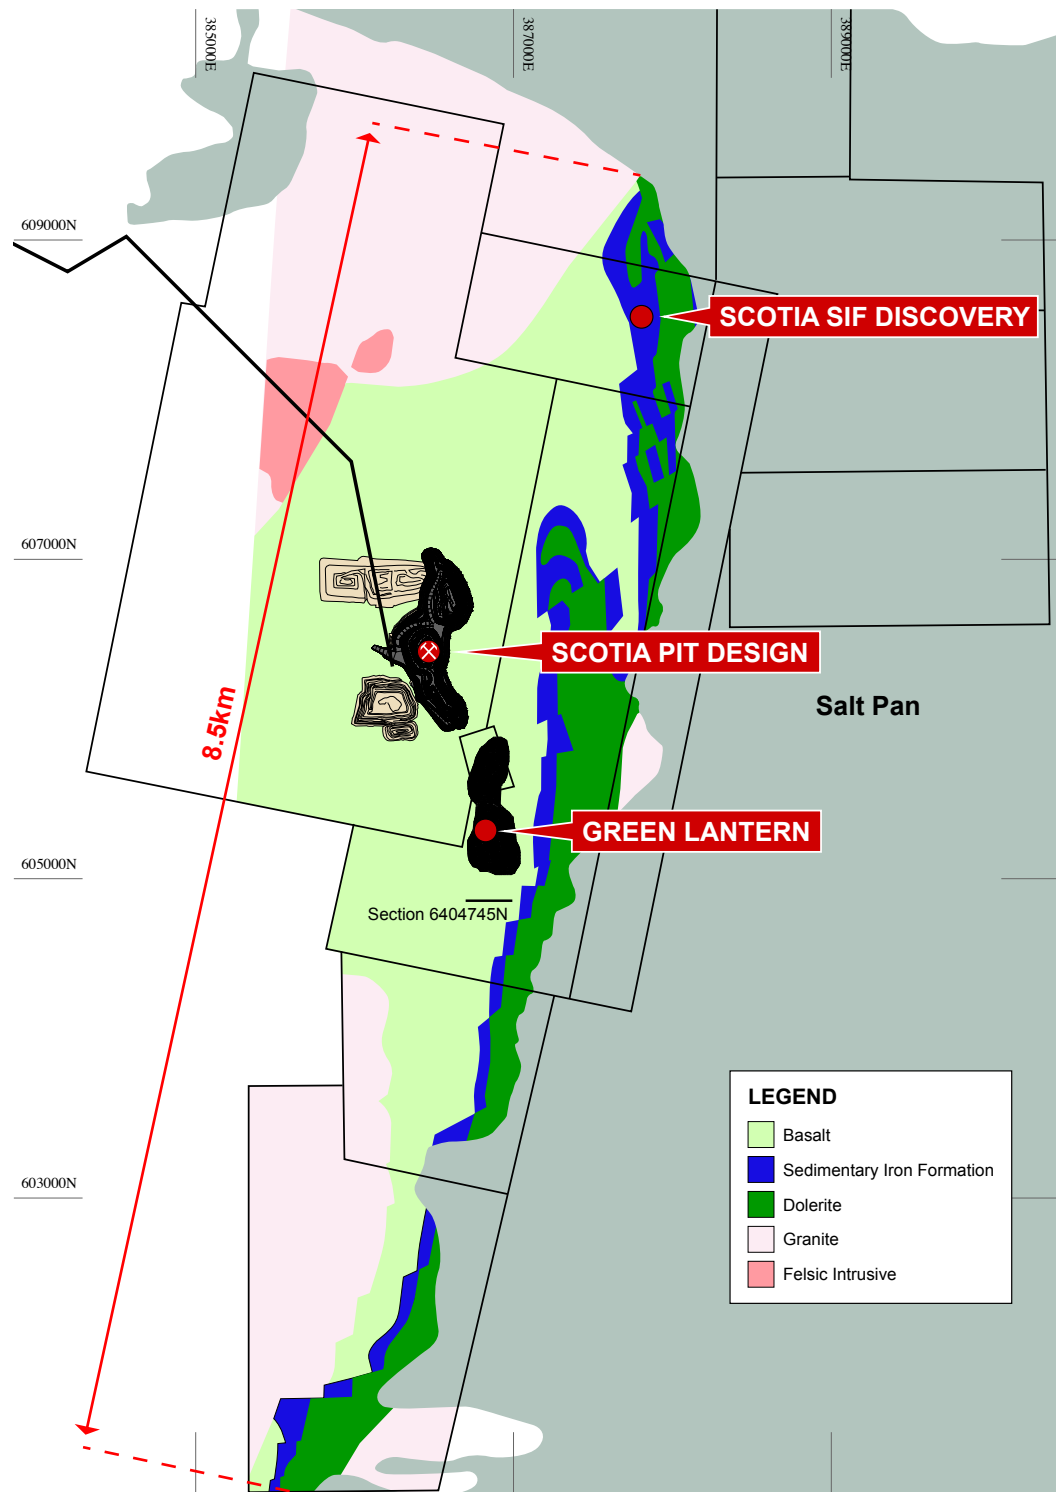 385000E
387000E
389000E
609000N
SCOTIA SIF DISCOVERY
607000N
SCOTIA PIT DESIGN
8.5km
Salt Pan
GREEN LANTERN
605000N
Section 6404745N
LEGEND
Basalt
Sedimentary Iron Formation
603000N
Dolerite
Granite
Felsic Intrusive